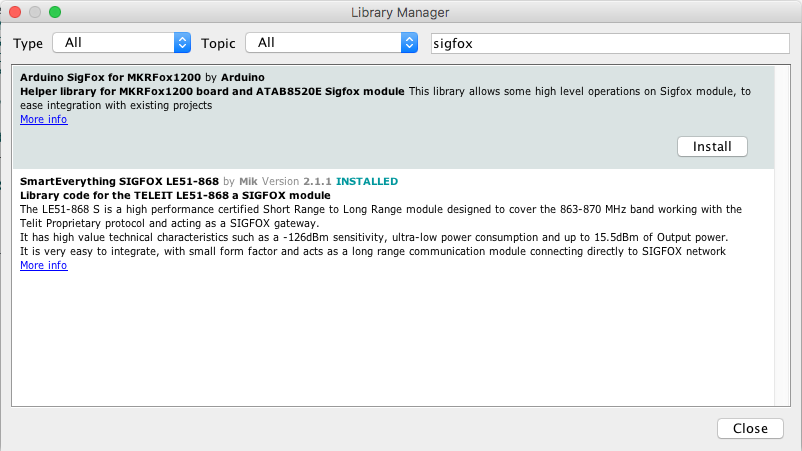 Library Manager
Type All Topic All sigfox
Arduino SigFox for MKRFox1200 by Arduino
Helper library for MKRFox1200 board and ATAB8520E Sigfox module This library allows some high level operations on Sigfox module, to
ease integration with existing projects
More info
Install
SmartEverything SIGFOX LE51-868 by Mik Version 2.1.1 INSTALLED
Library code for the TELEIT LE51-868 a SIGFOX module
The LE51-868 S is a high performance certified Short Range to Long Range module designed to cover the 863-870 MHz band working with the
Telit Proprietary protocol and acting as a SIGFOX gateway.
It has high value technical characteristics such as a -126dBm sensitivity, ultra-low power consumption and up to 15.5dBm of Output power.
It is very easy to integrate, with small form factor and acts as a long range communication module connecting directly to SIGFOX network
More info
Close